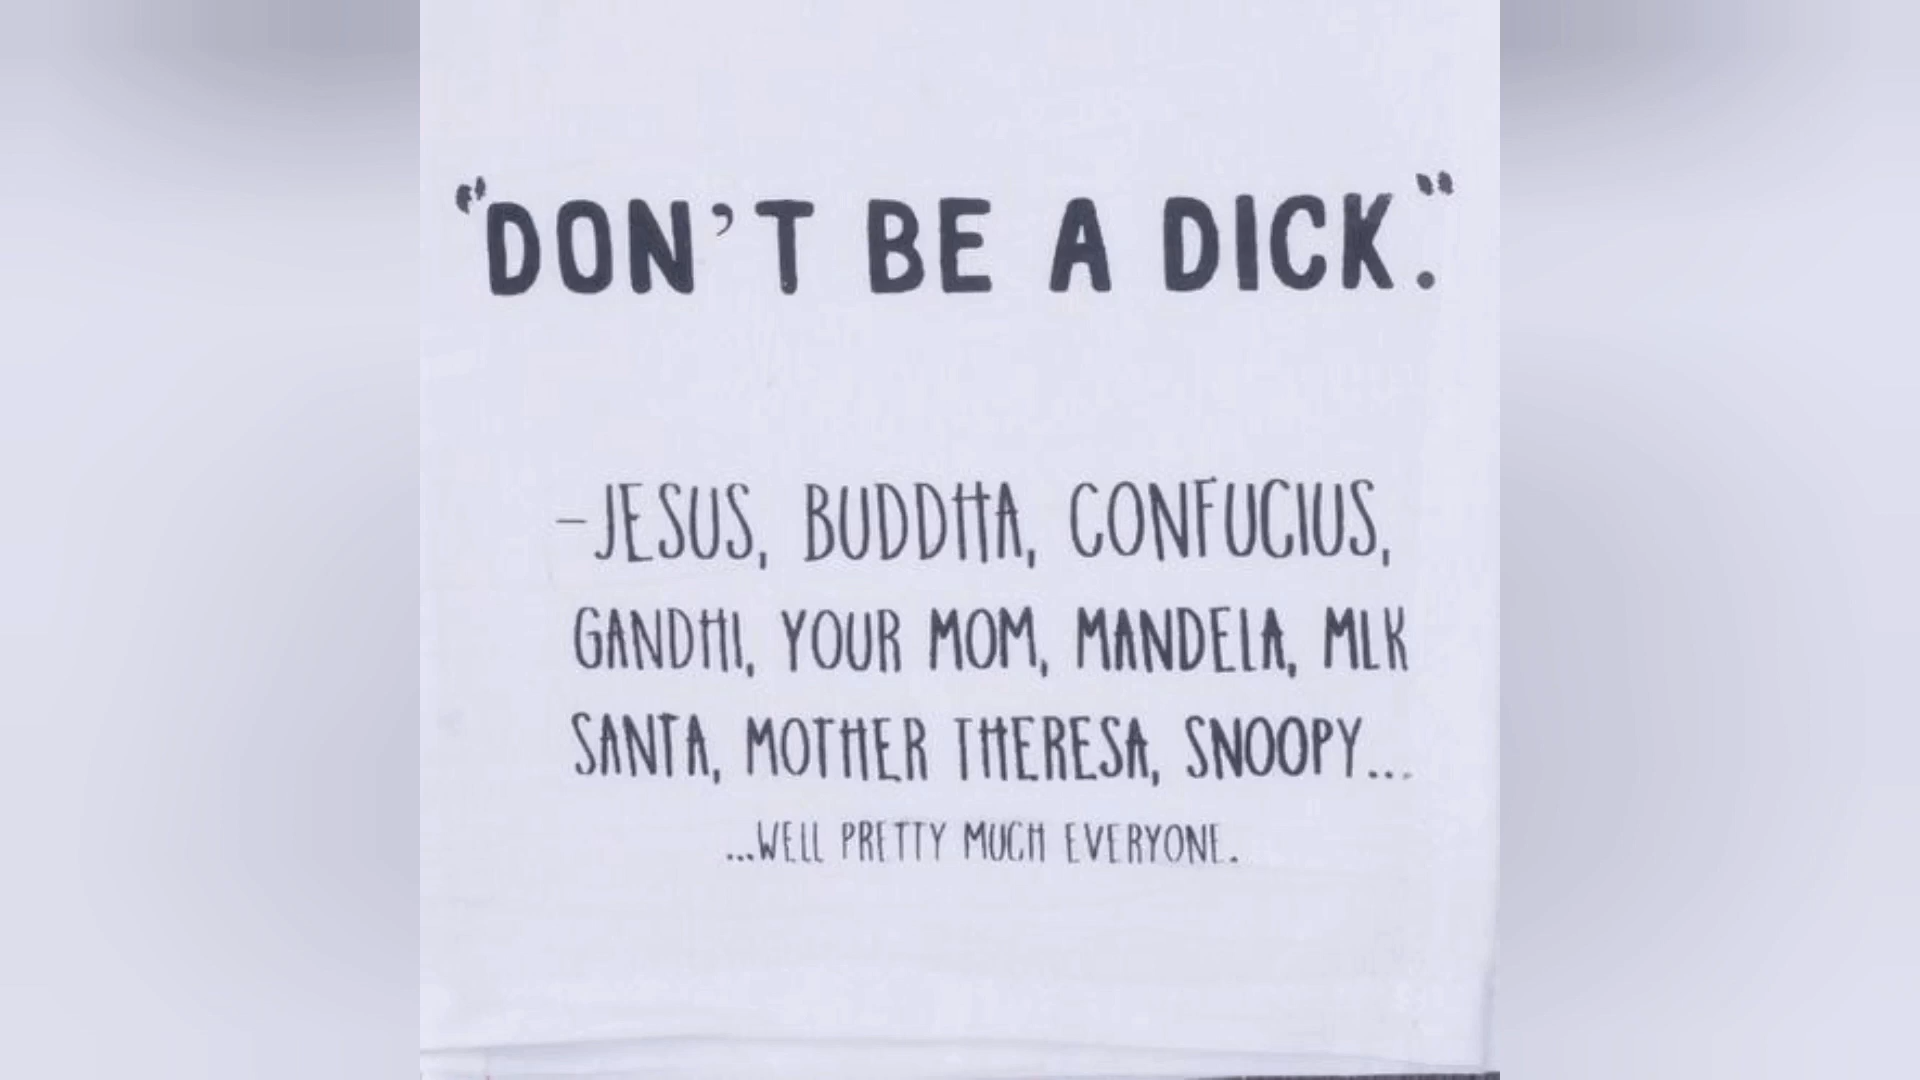 "DON'T BE A DICK."
-JESUS, BUDDHA, CONFUCIUS,
GANDHI, YOUR MOM, MANDELA, MLK
SANTA, MOTHER THERESA, SNOOPY...
...WELL PRETTY MUCH EVERYONE.